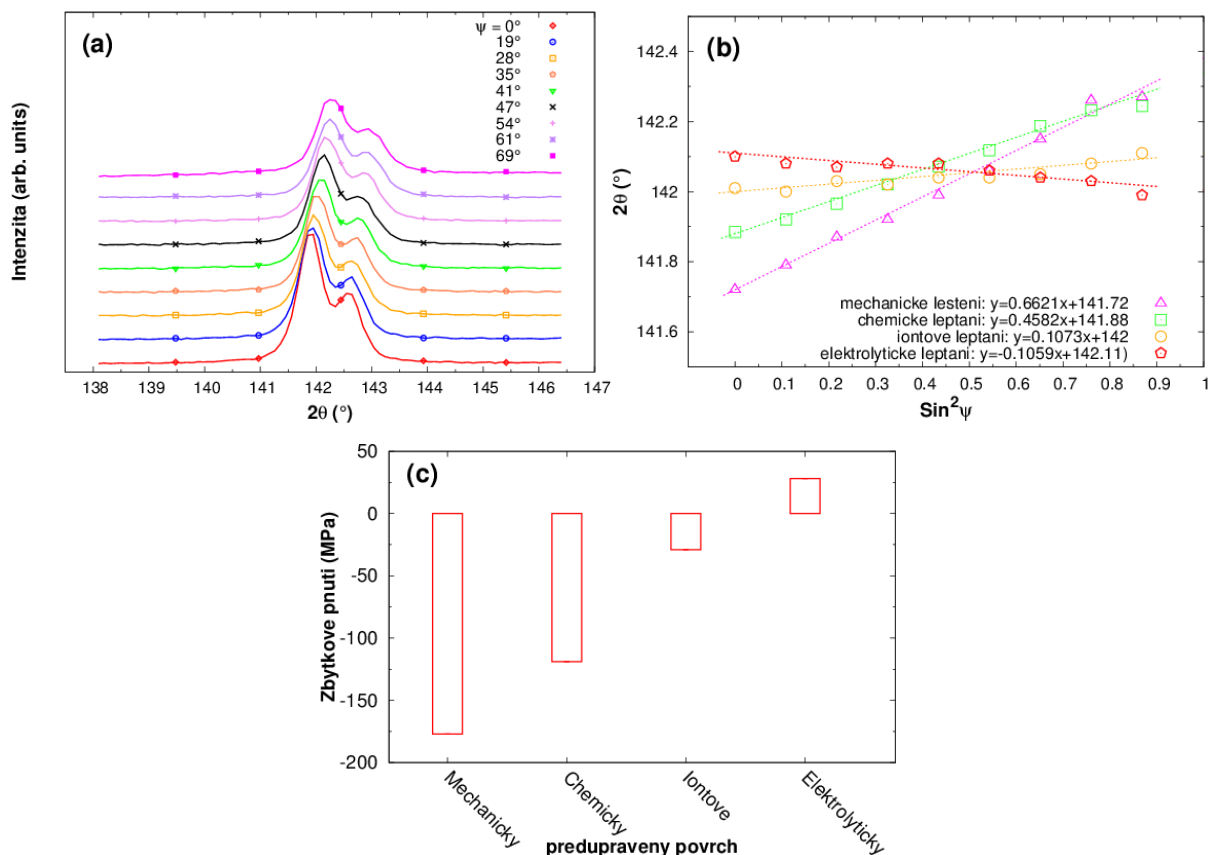 (a)
Intenzita (arb. units)
ψ = 0°
19°
28°
35°
41°
47°
54°
61°
69°
138 139 140 141 142 143 144 145 146 147
2θ (°)
(b)
2θ (°)
142.4
142.2
142
141.8
141.6
mechanicke lesteni: y=0.6621x+141.72
chemicke leptani: y=0.4582x+141.88
iontove leptani: y=0.1073x+142
elektrolyticke leptani: y=-0.1059x+142.11)
0 0.1 0.2 0.3 0.4 0.5 0.6 0.7 0.8 0.9 1
Sin²ψ
(c)
Zbytkove pnuti (MPa)
50
0
-50
-100
-150
-200
Mechanicky
Chemicky
Iontove
Elektrolyticky
predupraveny povrch